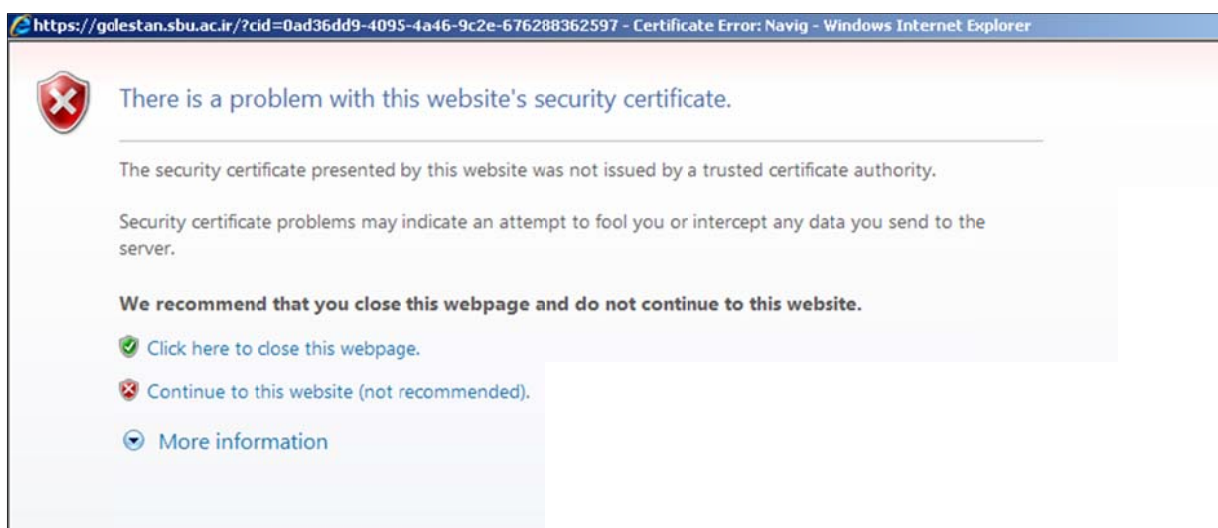 https://golestan.sbu.ac.ir/?cid=0ad36dd9-4095-4a46-9c2e-676288362597 - Certificate Error: Navig - Windows Internet Explorer
There is a problem with this website's security certificate.
The security certificate presented by this website was not issued by a trusted certificate authority.
Security certificate problems may indicate an attempt to fool you or intercept any data you send to the
server.
We recommend that you close this webpage and do not continue to this website.
Click here to close this webpage.
Continue to this website (not recommended).
More information